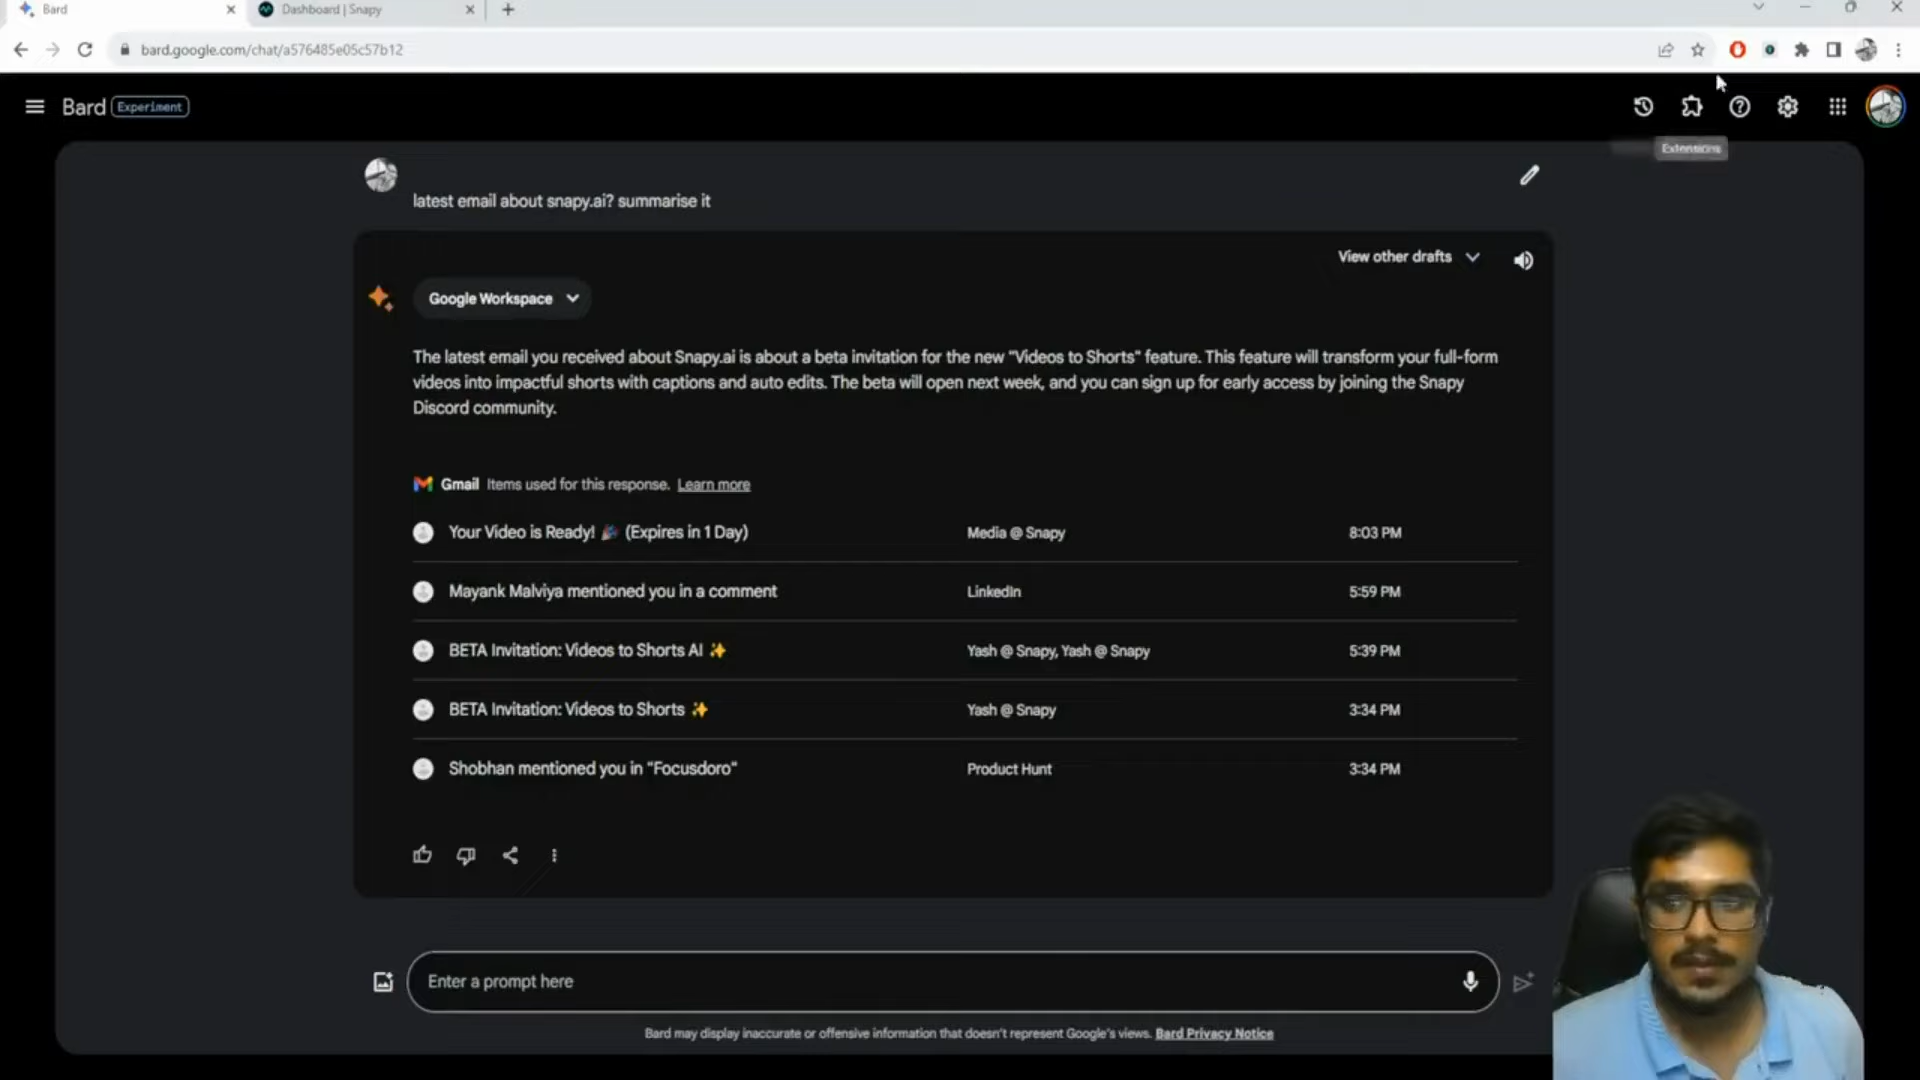 Bard
Dashboard | Snapy
bard.google.com/chat/a576485e05c57b12
Bard Experiment
Extensions
latest email about snapy.ai? summarise it
View other drafts
Google Workspace
The latest email you received about Snapy.ai is about a beta invitation for the new “Videos to Shorts” feature. This feature will transform your full-form
videos into impactful shorts with captions and auto edits. The beta will open next week, and you can sign up for early access by joining the Snapy
Discord community.
Gmail Items used for this response. Learn more
Your Video is Ready! 🎉 (Expires in 1 Day) Media @ Snapy 8:03 PM
Mayank Malviya mentioned you in a comment LinkedIn 5:59 PM
BETA Invitation: Videos to Shorts AI ✨ Yash @ Snapy, Yash @ Snapy 5:39 PM
BETA Invitation: Videos to Shorts ✨ Yash @ Snapy 3:34 PM
Shobhan mentioned you in “Focusdoro” Product Hunt 3:34 PM
Enter a prompt here
Bard may display inaccurate or offensive information that doesn’t represent Google’s views. Bard Privacy Notice